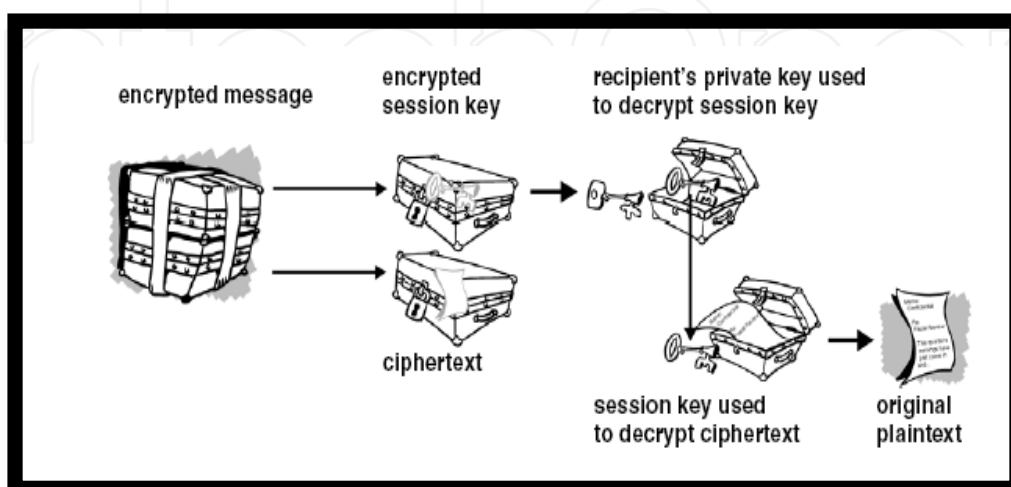 encrypted message
encrypted
session key
recipient's private key used
to decrypt session key
ciphertext
session key used
to decrypt ciphertext
original
plaintext